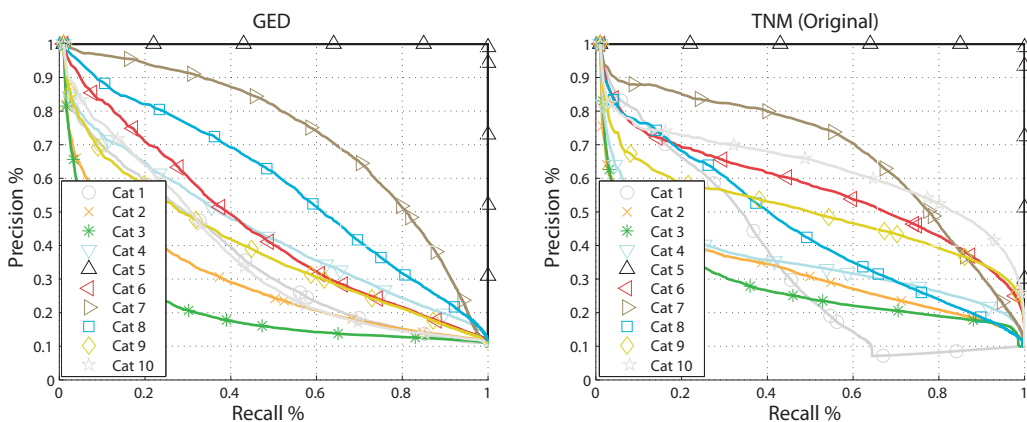 GED
TNM (Original)
Precision %
1
0.9
0.8
0.7
0.6
0.5
0.4
0.3
0.2
0.1
0
Cat 1
Cat 2
Cat 3
Cat 4
Cat 5
Cat 6
Cat 7
Cat 8
Cat 9
Cat 10
0.2
0.4
0.6
0.8
1
Recall %
Precision %
1
0.9
0.8
0.7
0.6
0.5
0.4
0.3
0.2
0.1
0
Cat 1
Cat 2
Cat 3
Cat 4
Cat 5
Cat 6
Cat 7
Cat 8
Cat 9
Cat 10
0.2
0.4
0.6
0.8
1
Recall %